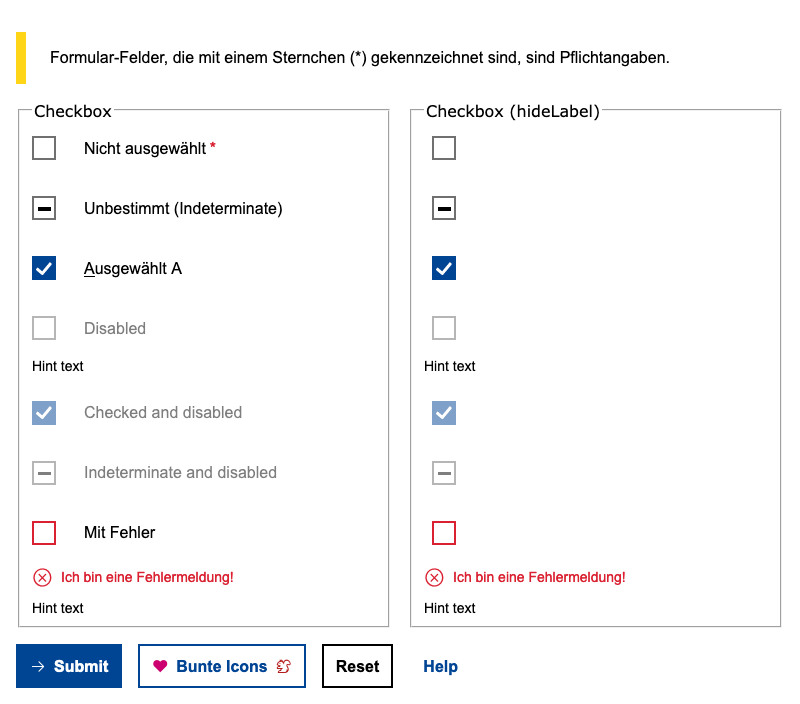 Formular-Felder, die mit einem Sternchen (*) gekennzeichnet sind, sind Pflichtangaben.
Checkbox
Nicht ausgewählt *
Unbestimmt (Indeterminate)
Ausgewählt A
Disabled
Hint text
Checked and disabled
Indeterminate and disabled
Mit Fehler
Ich bin eine Fehlermeldung!
Hint text
Checkbox (hideLabel)
Hint text
Ich bin eine Fehlermeldung!
Hint text
Submit
Bunte Icons
Reset
Help